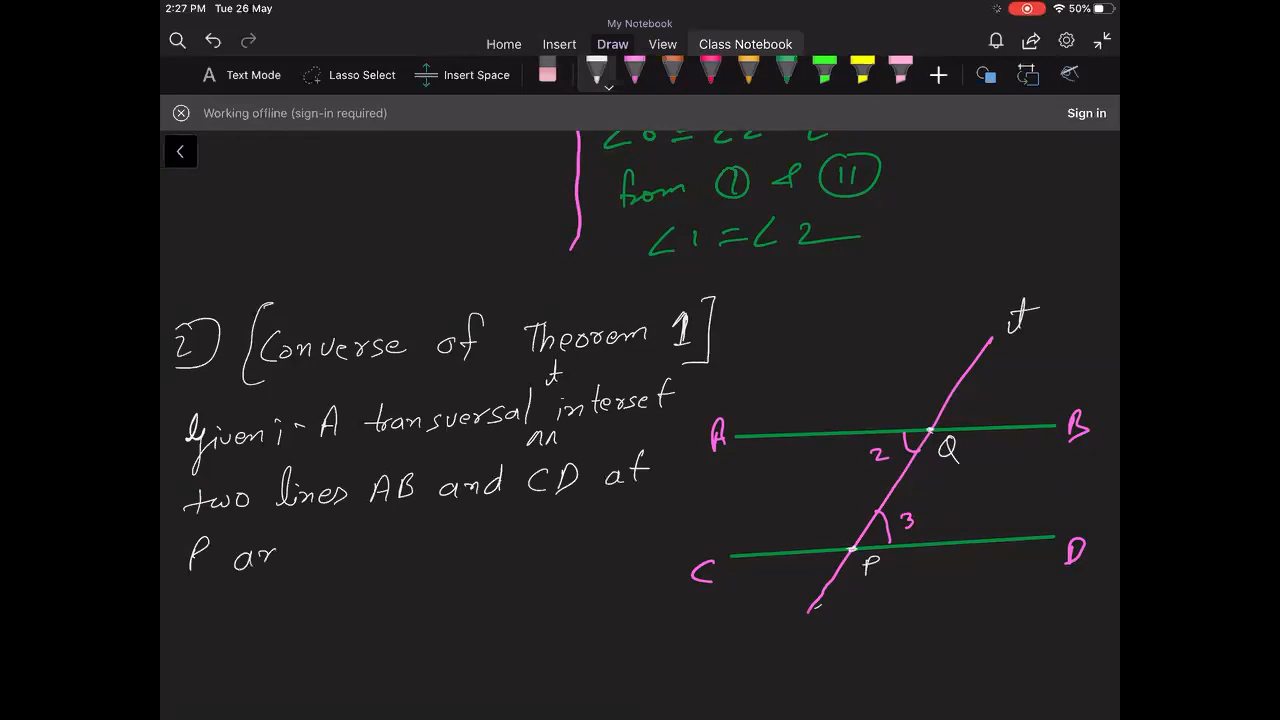 2:27 PM Tue 26 May
50%
My Notebook
Home Insert Draw View Class Notebook
A Text Mode Lasso Select Insert Space
Working offline (sign-in required) Sign in
from I & II
∠1 = ∠2
2) [Converse of Theorem 1]
t
Given :- A transversal interset
two lines AB and CD at
P ar
t
A B
2 Q
3
C P D